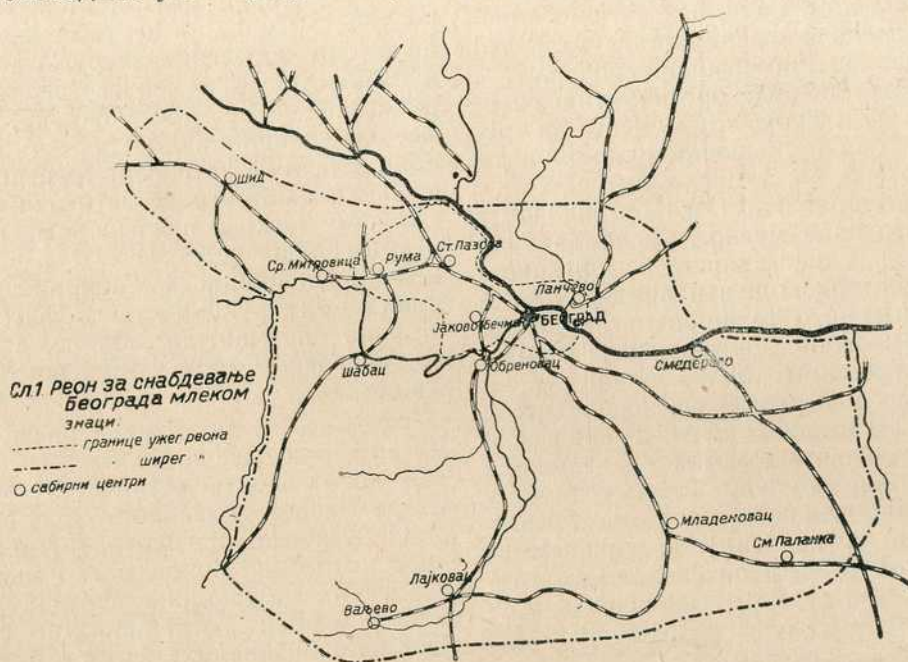 Шид
Ср. Митровица
Рума
Ст. Пазова
Панчево
Јаково-Бечмен
БЕОГРАД
Шабац
Обреновац
Смедерево
Сл.1 Реон за снабдевање
Београда млеком
знаци:
границе ужег реона
ширег "
сабирни центри
Младеновац
См. Паланка
Лајковац
Ваљево